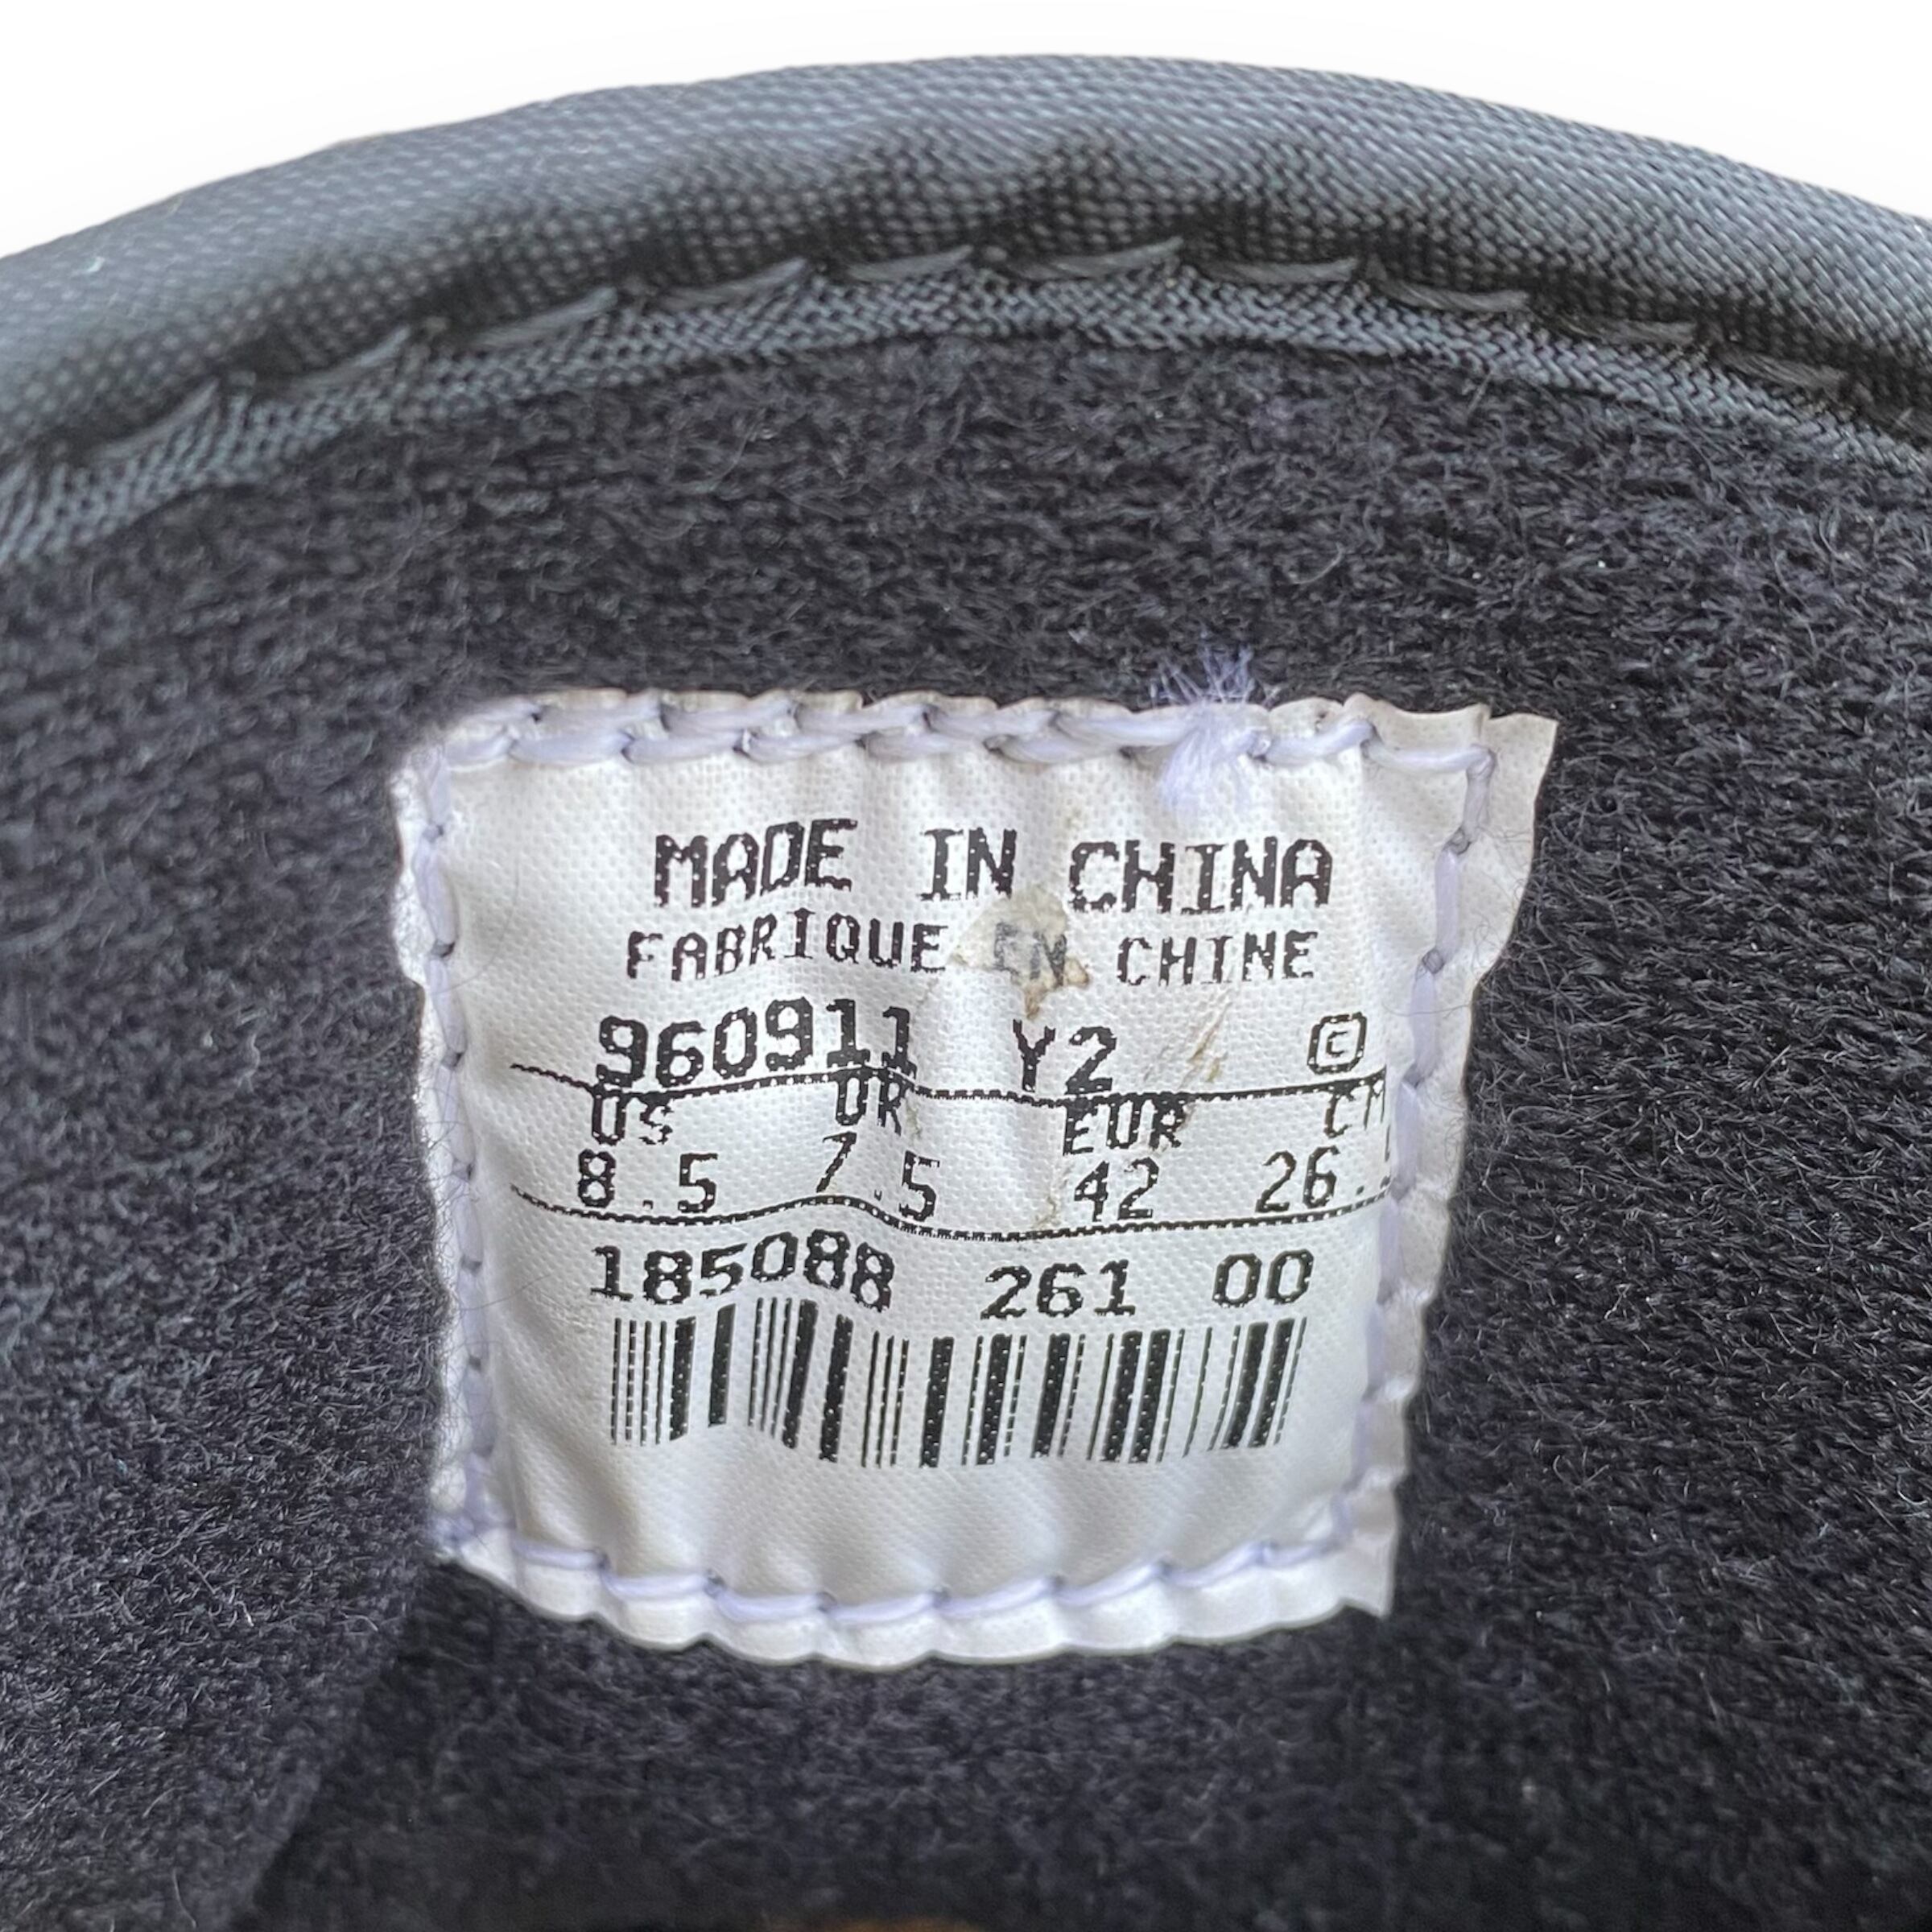 MADE IN CHINA
FABRIQUE EN CHINE
960911 Y2 ©
US UK EUR CM
8.5 7.5 42 26.
185088 261 00